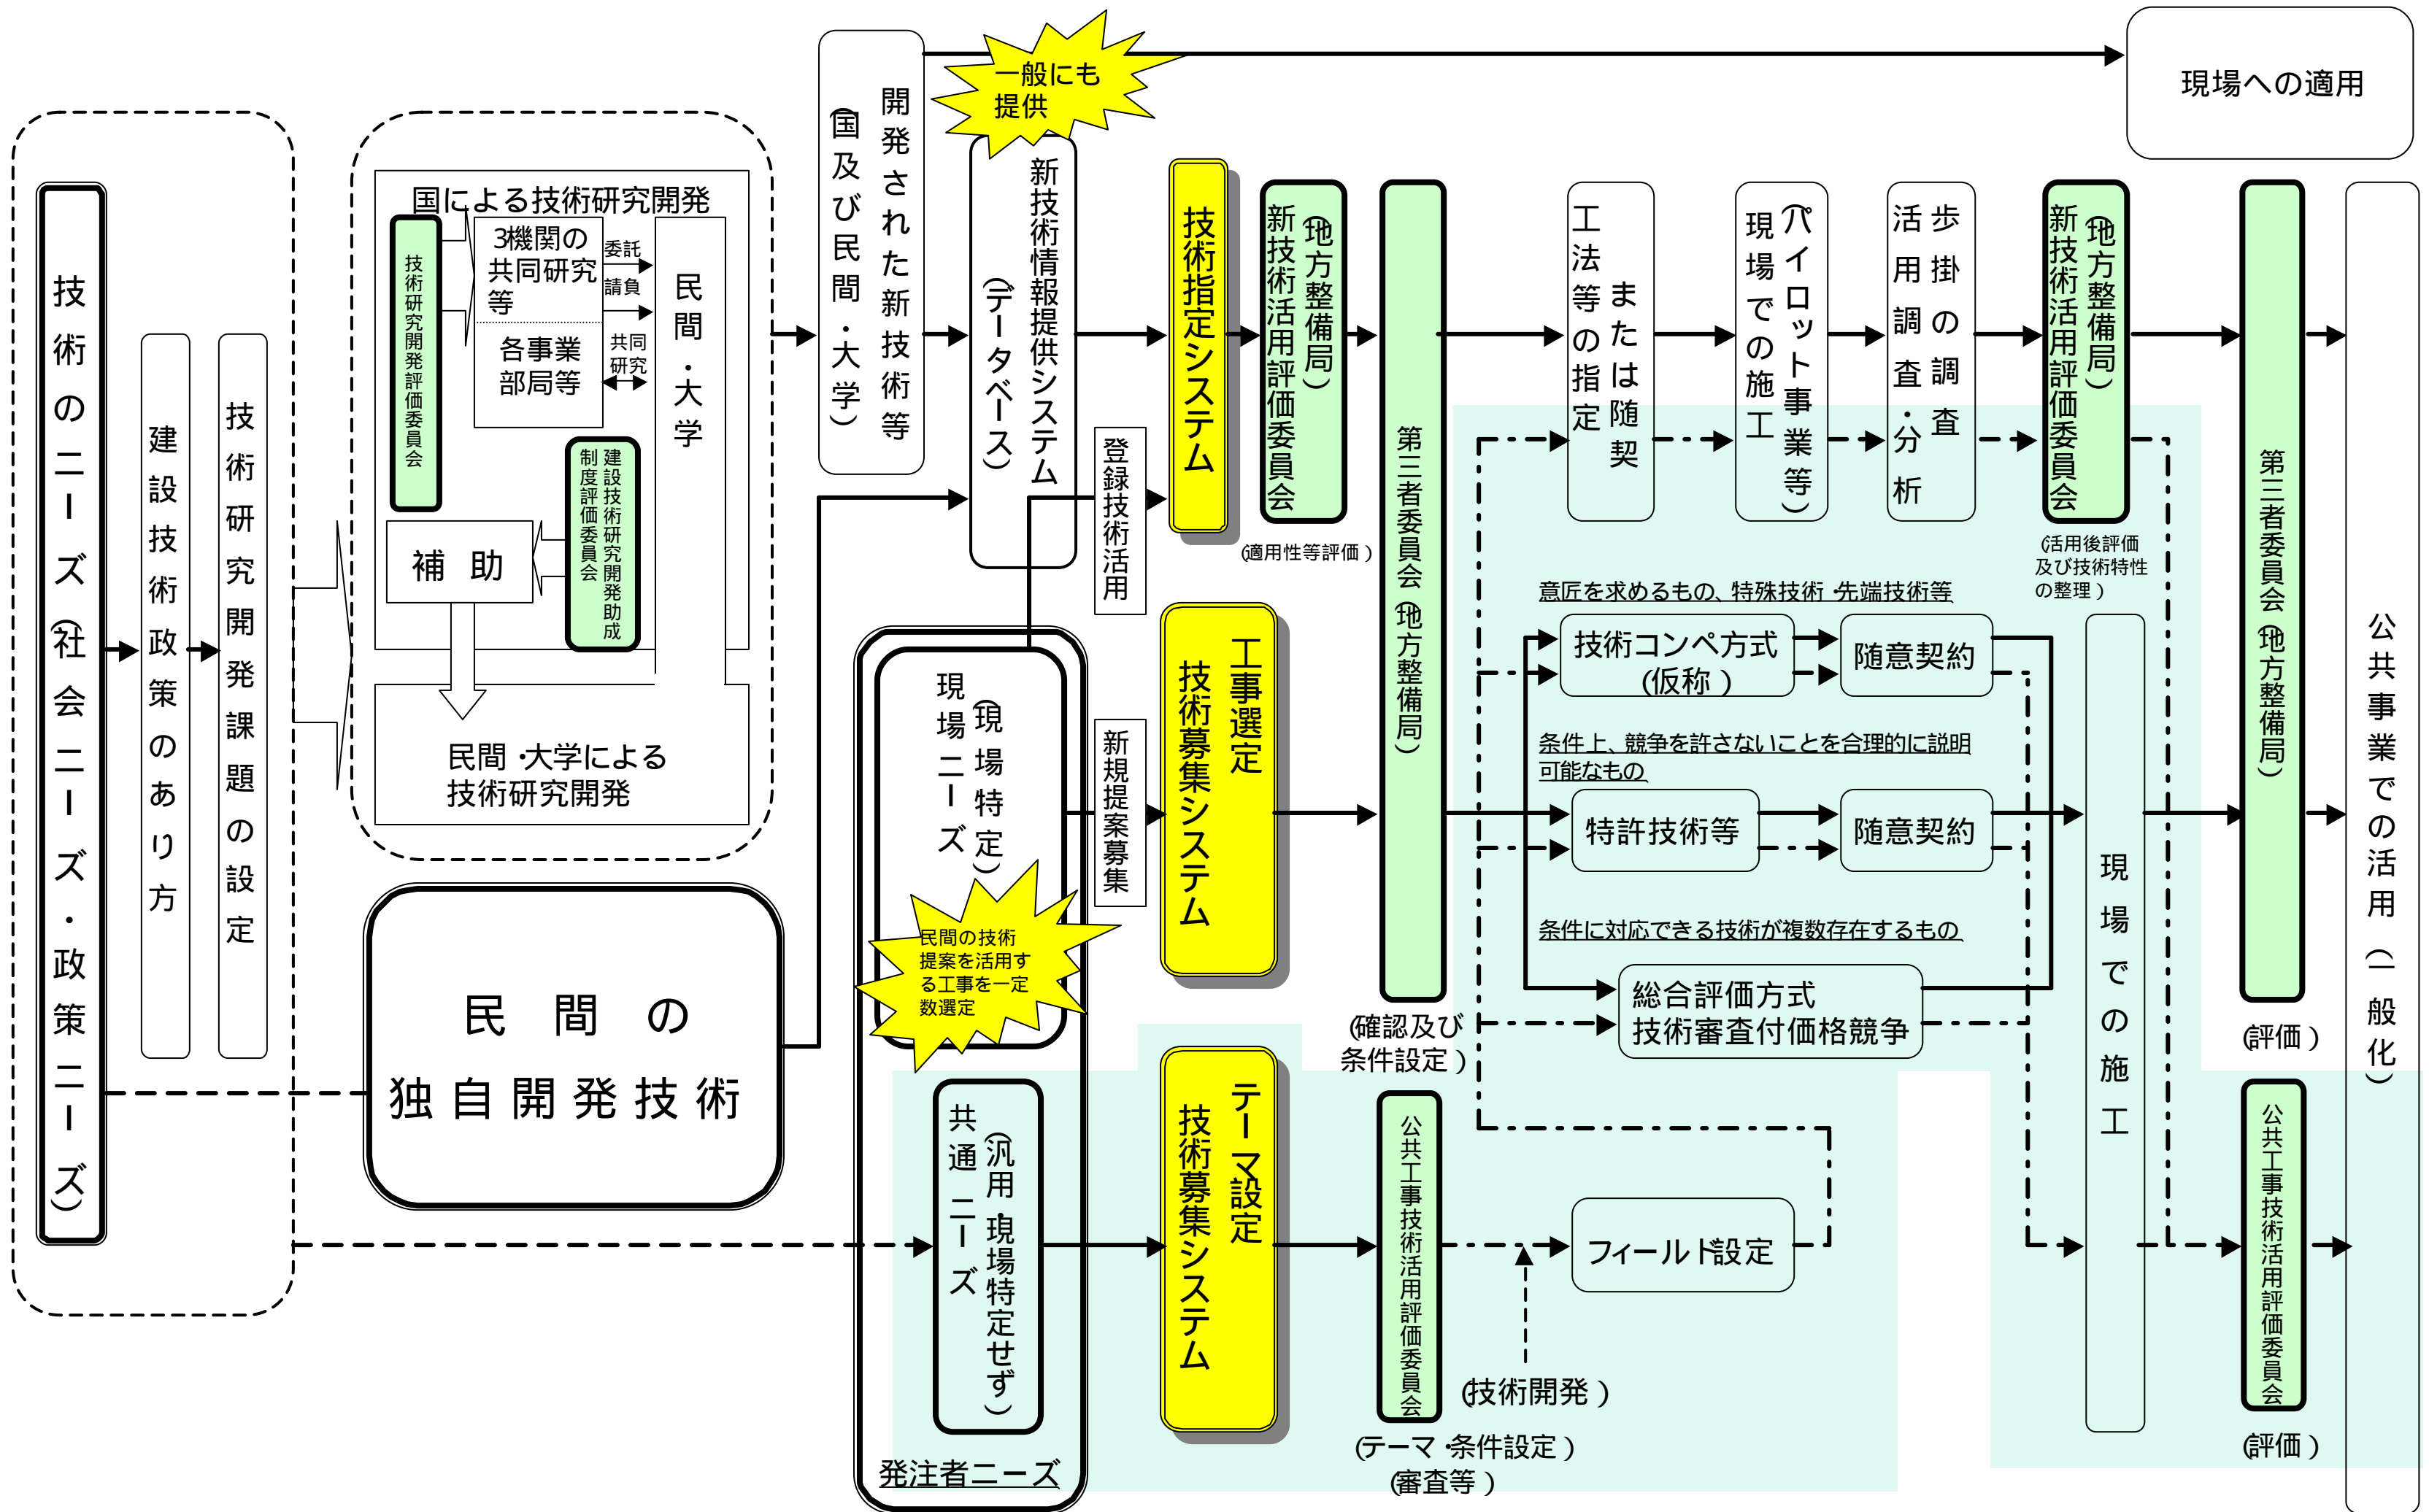 技術のニーズ（社会ニーズ・政策ニーズ）
建設技術政策のあり方
技術研究開発課題の設定
国による技術研究開発
技術研究開発評価委員会
3機関の
共同研究
等
各事業
部局等
委託
請負
共同
研究
民間・大学
建設技術研究開発助成
制度評価委員会
補 助
民間・大学による
技術研究開発
民 間 の
独自開発技術
開発された新技術等
（国及び民間・大学）
一般にも
提供
新技術情報提供システム
（データベース）
登録技術活用
新規提案募集
（現場特定）
現場ニーズ
民間の技術
提案を活用す
る工事を一定
数選定
（汎用・現場特定せず）
共通ニーズ
発注者ニーズ
技術指定システム
工事選定
技術募集システム
テーマ設定
技術募集システム
（地方整備局）
新技術活用評価委員会
（適用性等評価）
第三者委員会（地方整備局）
（確認及び
条件設定）
公共工事技術活用評価委員会
（テーマ・条件設定）
（審査等）
または随契
工法等の指定
（パイロット事業等）
現場での施工
歩掛の調査
活用調査・分析
（地方整備局）
新技術活用評価委員会
（活用後評価
及び技術特性
の整理）
意匠を求めるもの、特殊技術・先端技術等
技術コンペ方式
（仮称）
随意契約
条件上、競争を許さないことを合理的に説明
可能なもの
特許技術等
随意契約
条件に対応できる技術が複数存在するもの
総合評価方式
技術審査付価格競争
フィールド設定
（技術開発）
現場での施工
現場への適用
第三者委員会（地方整備局）
（評価）
公共工事技術活用評価委員会
（評価）
公共事業での活用（一般化）